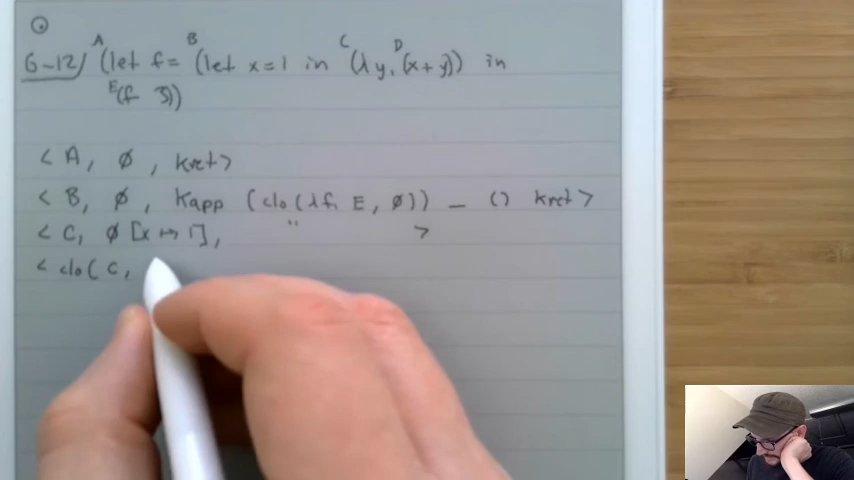 6-12) A(let f= B(let x=1 in C(λy. D(x+y)) in
E(f 3))
< A, ø, kret>
< B, ø, Kapp (clo(λf. E, ø)) _ () kret >
< C, ø [x ↦ 1], " >
< clo( C,